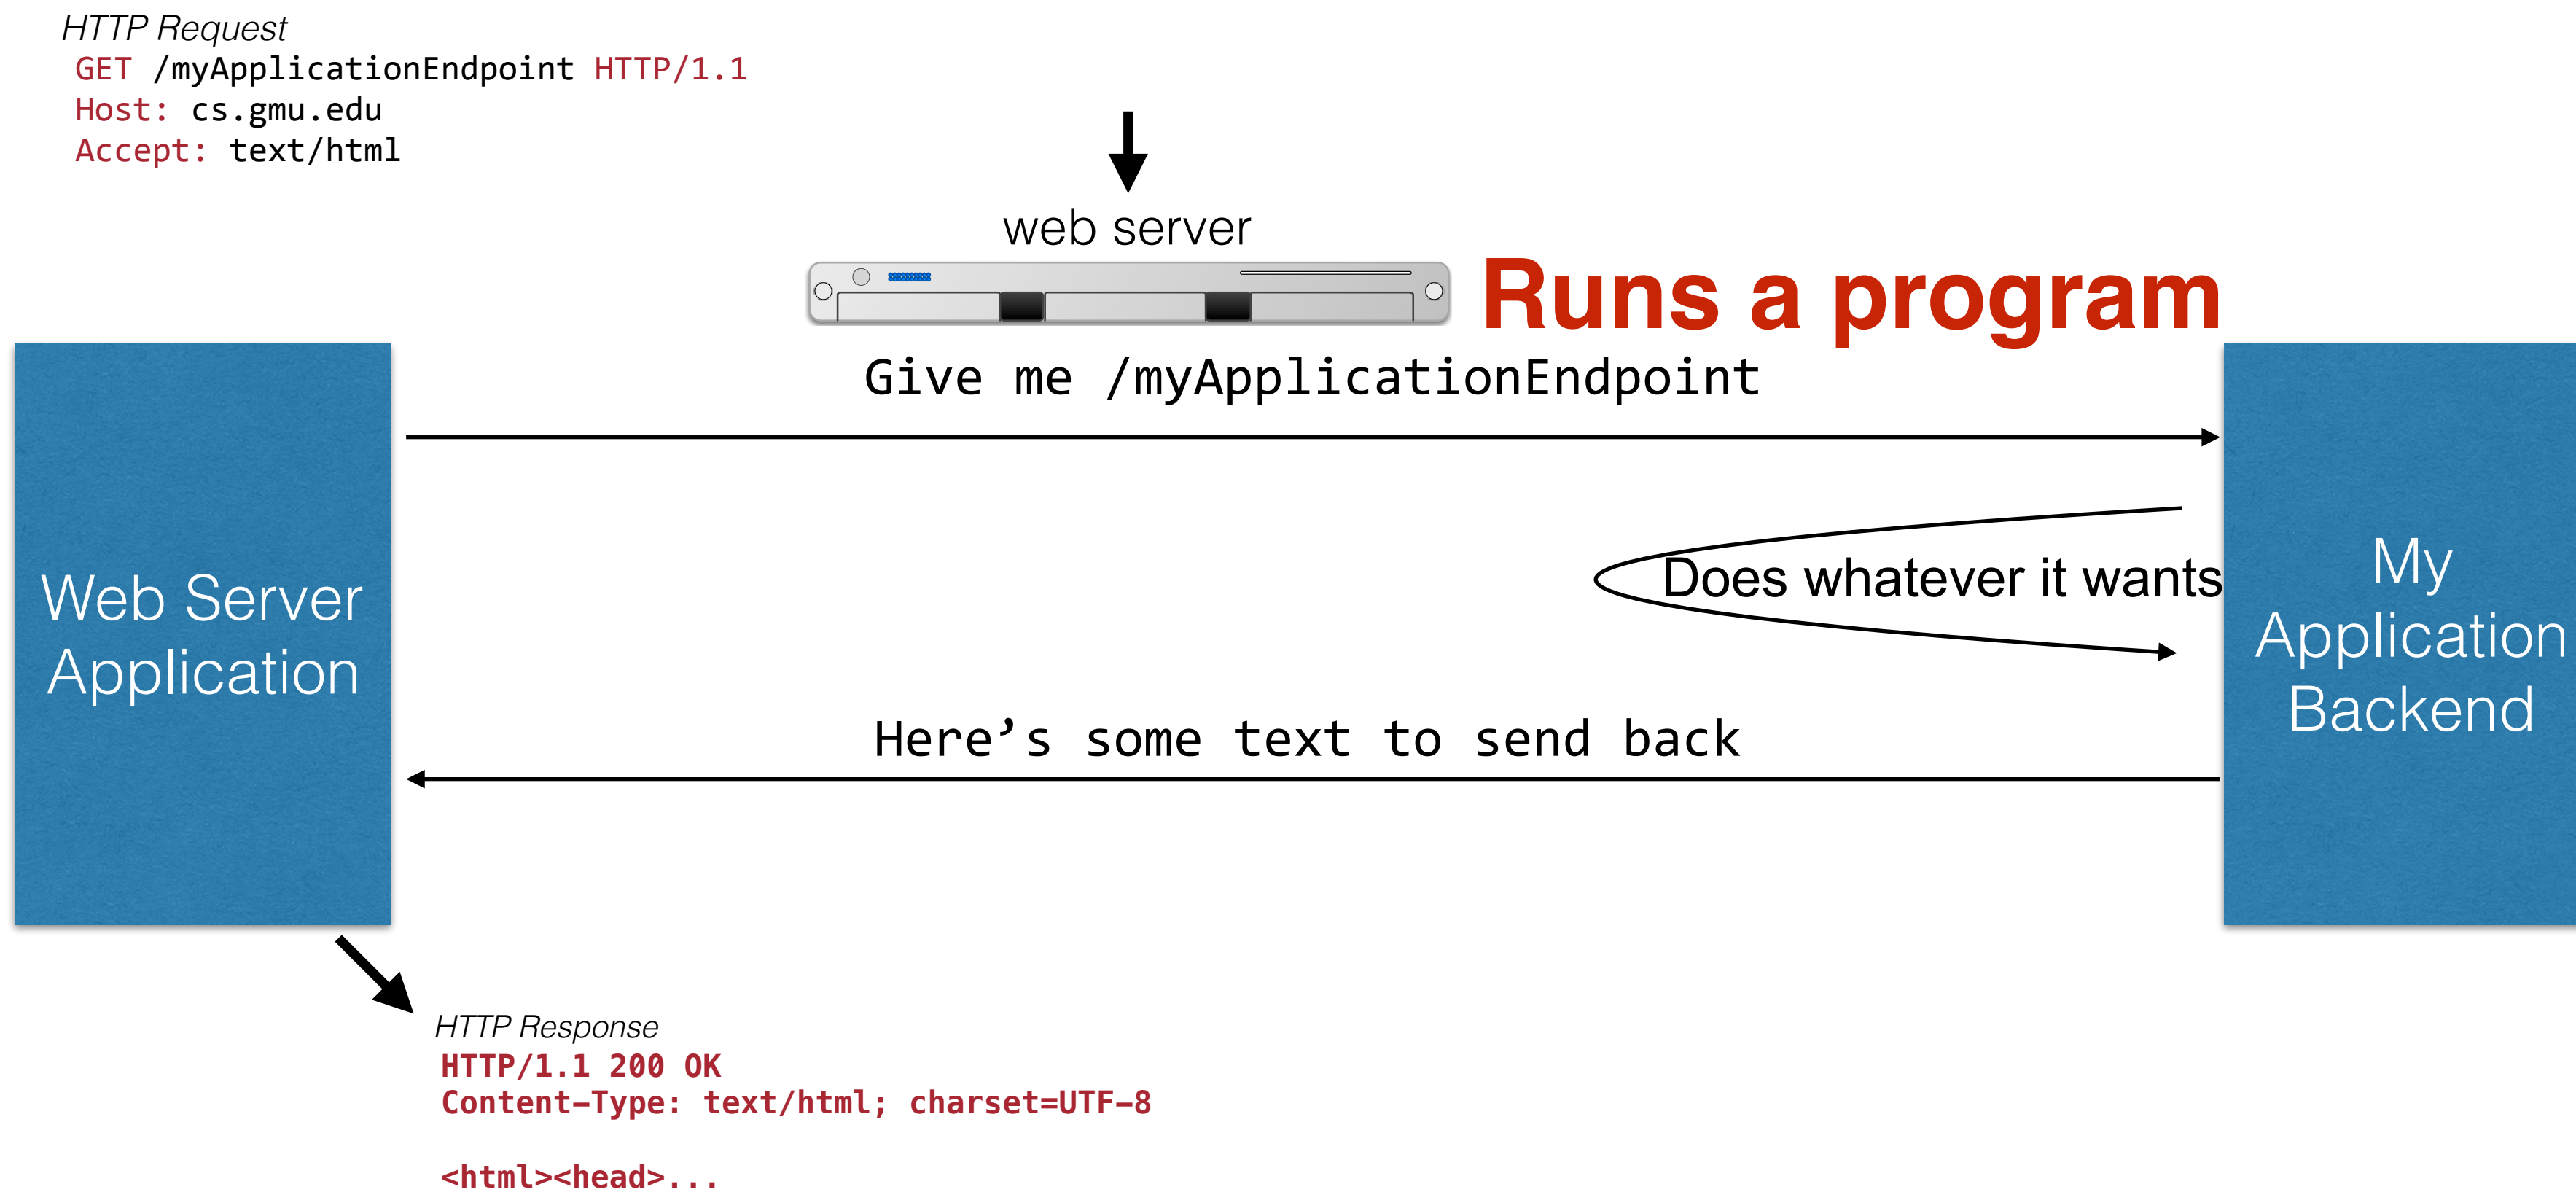 HTTP Request
GET /myApplicationEndpoint HTTP/1.1
Host: cs.gmu.edu
Accept: text/html
web server
Runs a program
Give me /myApplicationEndpoint
Web Server
Application
Does whatever it wants
My
Application
Backend
Here’s some text to send back
HTTP Response
HTTP/1.1 200 OK
Content-Type: text/html; charset=UTF-8
<html><head>...